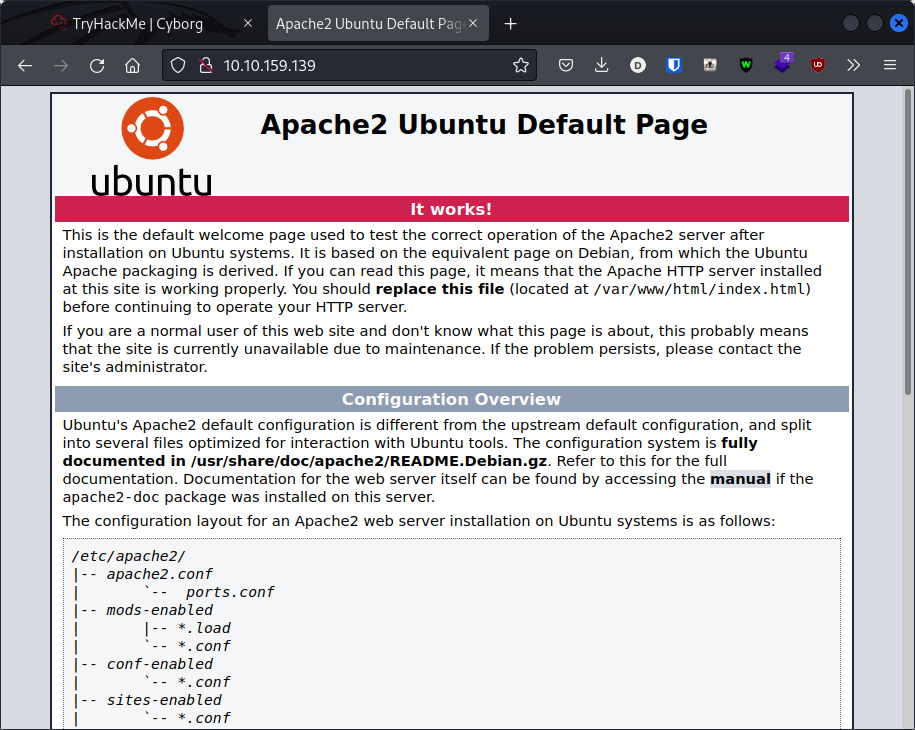 TryHackMe | Cyborg
Apache2 Ubuntu Default Pag
10.10.159.139
D
W
4
UD
ubuntu
Apache2 Ubuntu Default Page
It works!
This is the default welcome page used to test the correct operation of the Apache2 server after
installation on Ubuntu systems. It is based on the equivalent page on Debian, from which the Ubuntu
Apache packaging is derived. If you can read this page, it means that the Apache HTTP server installed
at this site is working properly. You should replace this file (located at /var/www/html/index.html)
before continuing to operate your HTTP server.
If you are a normal user of this web site and don't know what this page is about, this probably means
that the site is currently unavailable due to maintenance. If the problem persists, please contact the
site's administrator.
Configuration Overview
Ubuntu's Apache2 default configuration is different from the upstream default configuration, and split
into several files optimized for interaction with Ubuntu tools. The configuration system is fully
documented in /usr/share/doc/apache2/README.Debian.gz. Refer to this for the full
documentation. Documentation for the web server itself can be found by accessing the manual if the
apache2-doc package was installed on this server.
The configuration layout for an Apache2 web server installation on Ubuntu systems is as follows:
/etc/apache2/
|-- apache2.conf
|       `--  ports.conf
|-- mods-enabled
|       |-- *.load
|       `-- *.conf
|-- conf-enabled
|       `-- *.conf
|-- sites-enabled
|       `-- *.conf